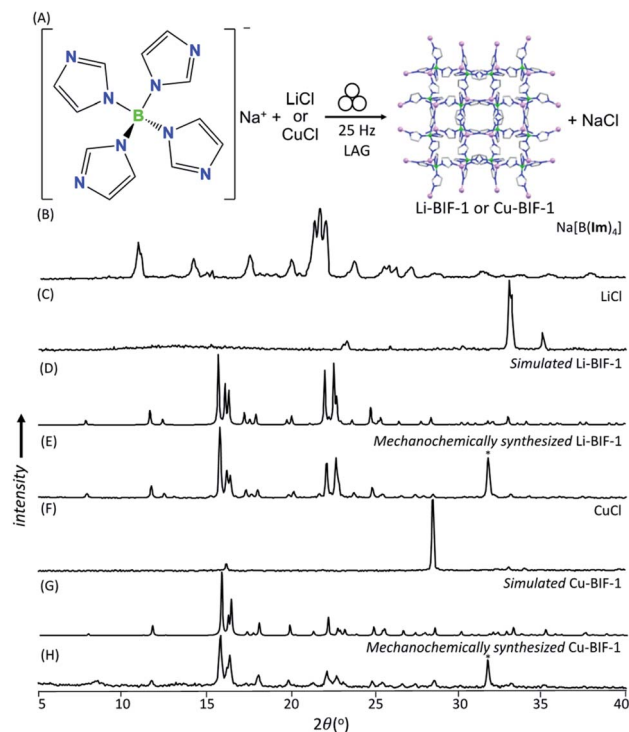 (A)
−
N
N
N
N
B
N
N
N
N
Na⁺ +
LiCl
or
CuCl
25 Hz
LAG
+ NaCl
Li-BIF-1 or Cu-BIF-1
(B)
Na[B(Im)₄]
(C)
LiCl
(D)
Simulated Li-BIF-1
(E)
Mechanochemically synthesized Li-BIF-1
*
(F)
CuCl
(G)
Simulated Cu-BIF-1
(H)
Mechanochemically synthesized Cu-BIF-1
*
intensity
5 10 15 20 25 30 35 40
2θ(°)